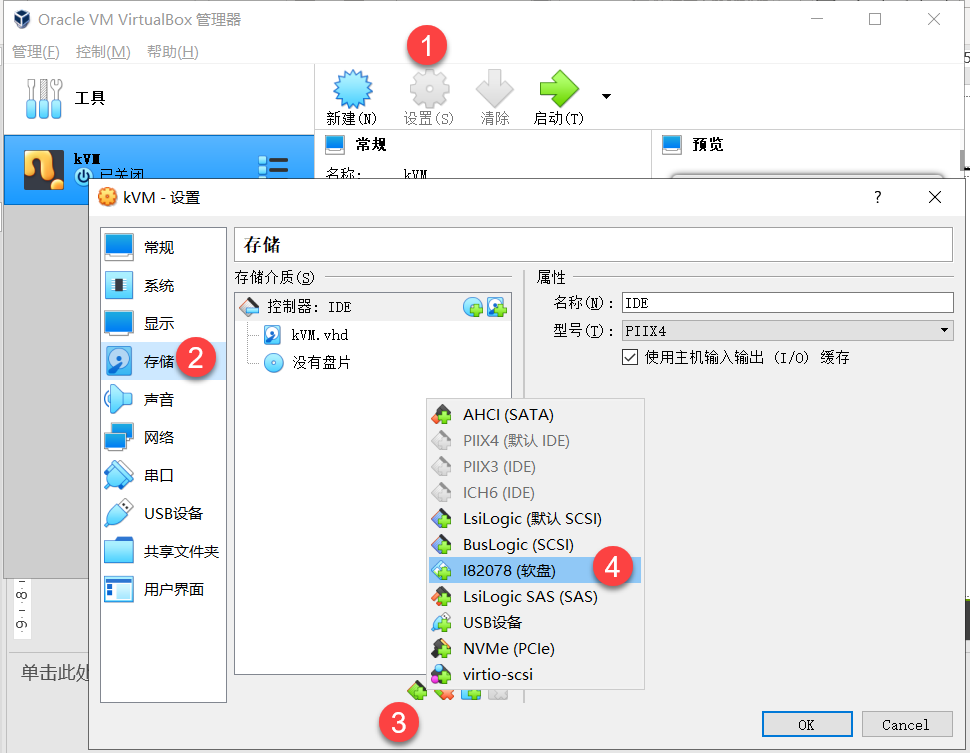 Oracle VM VirtualBox 管理器
管理(F) 控制(M) 帮助(H)
1
工具
新建(N) 设置(S) 清除 启动(T)
kVM
已关闭
常规
名称: kVM
预览
kVM - 设置
?
常规
系统
显示
存储
2
声音
网络
串口
USB设备
共享文件夹
用户界面
存储
存储介质(S)
控制器: IDE
kVM.vhd
没有盘片
属性
名称(N): IDE
型号(T): PIIX4
使用主机输入输出 (I/O) 缓存
AHCI (SATA)
PIIX4 (默认 IDE)
PIIX3 (IDE)
ICH6 (IDE)
LsiLogic (默认 SCSI)
BusLogic (SCSI)
I82078 (软盘)
4
LsiLogic SAS (SAS)
USB设备
NVMe (PCIe)
virtio-scsi
3
OK Cancel
8
9
单击此处